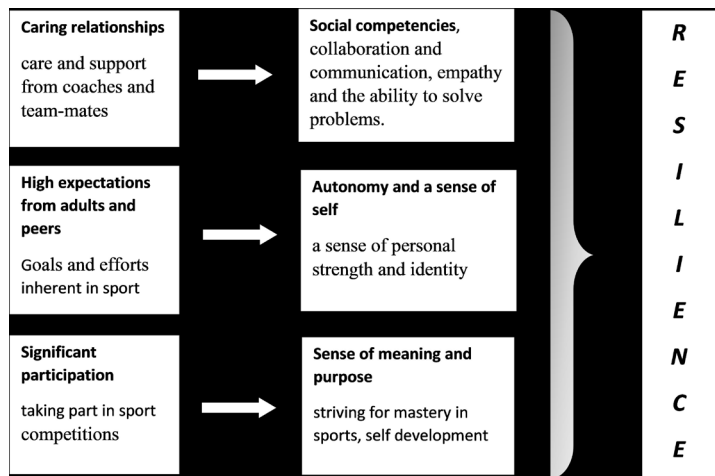 Caring relationships
care and support
from coaches and
team-mates
Social competencies,
collaboration and
communication, empathy
and the ability to solve
problems.
High expectations
from adults and
peers
Goals and efforts
inherent in sport
Autonomy and a sense of
self
a sense of personal
strength and identity
Significant
participation
taking part in sport
competitions
Sense of meaning and
purpose
striving for mastery in
sports, self development
R
E
S
I
L
I
E
N
C
E